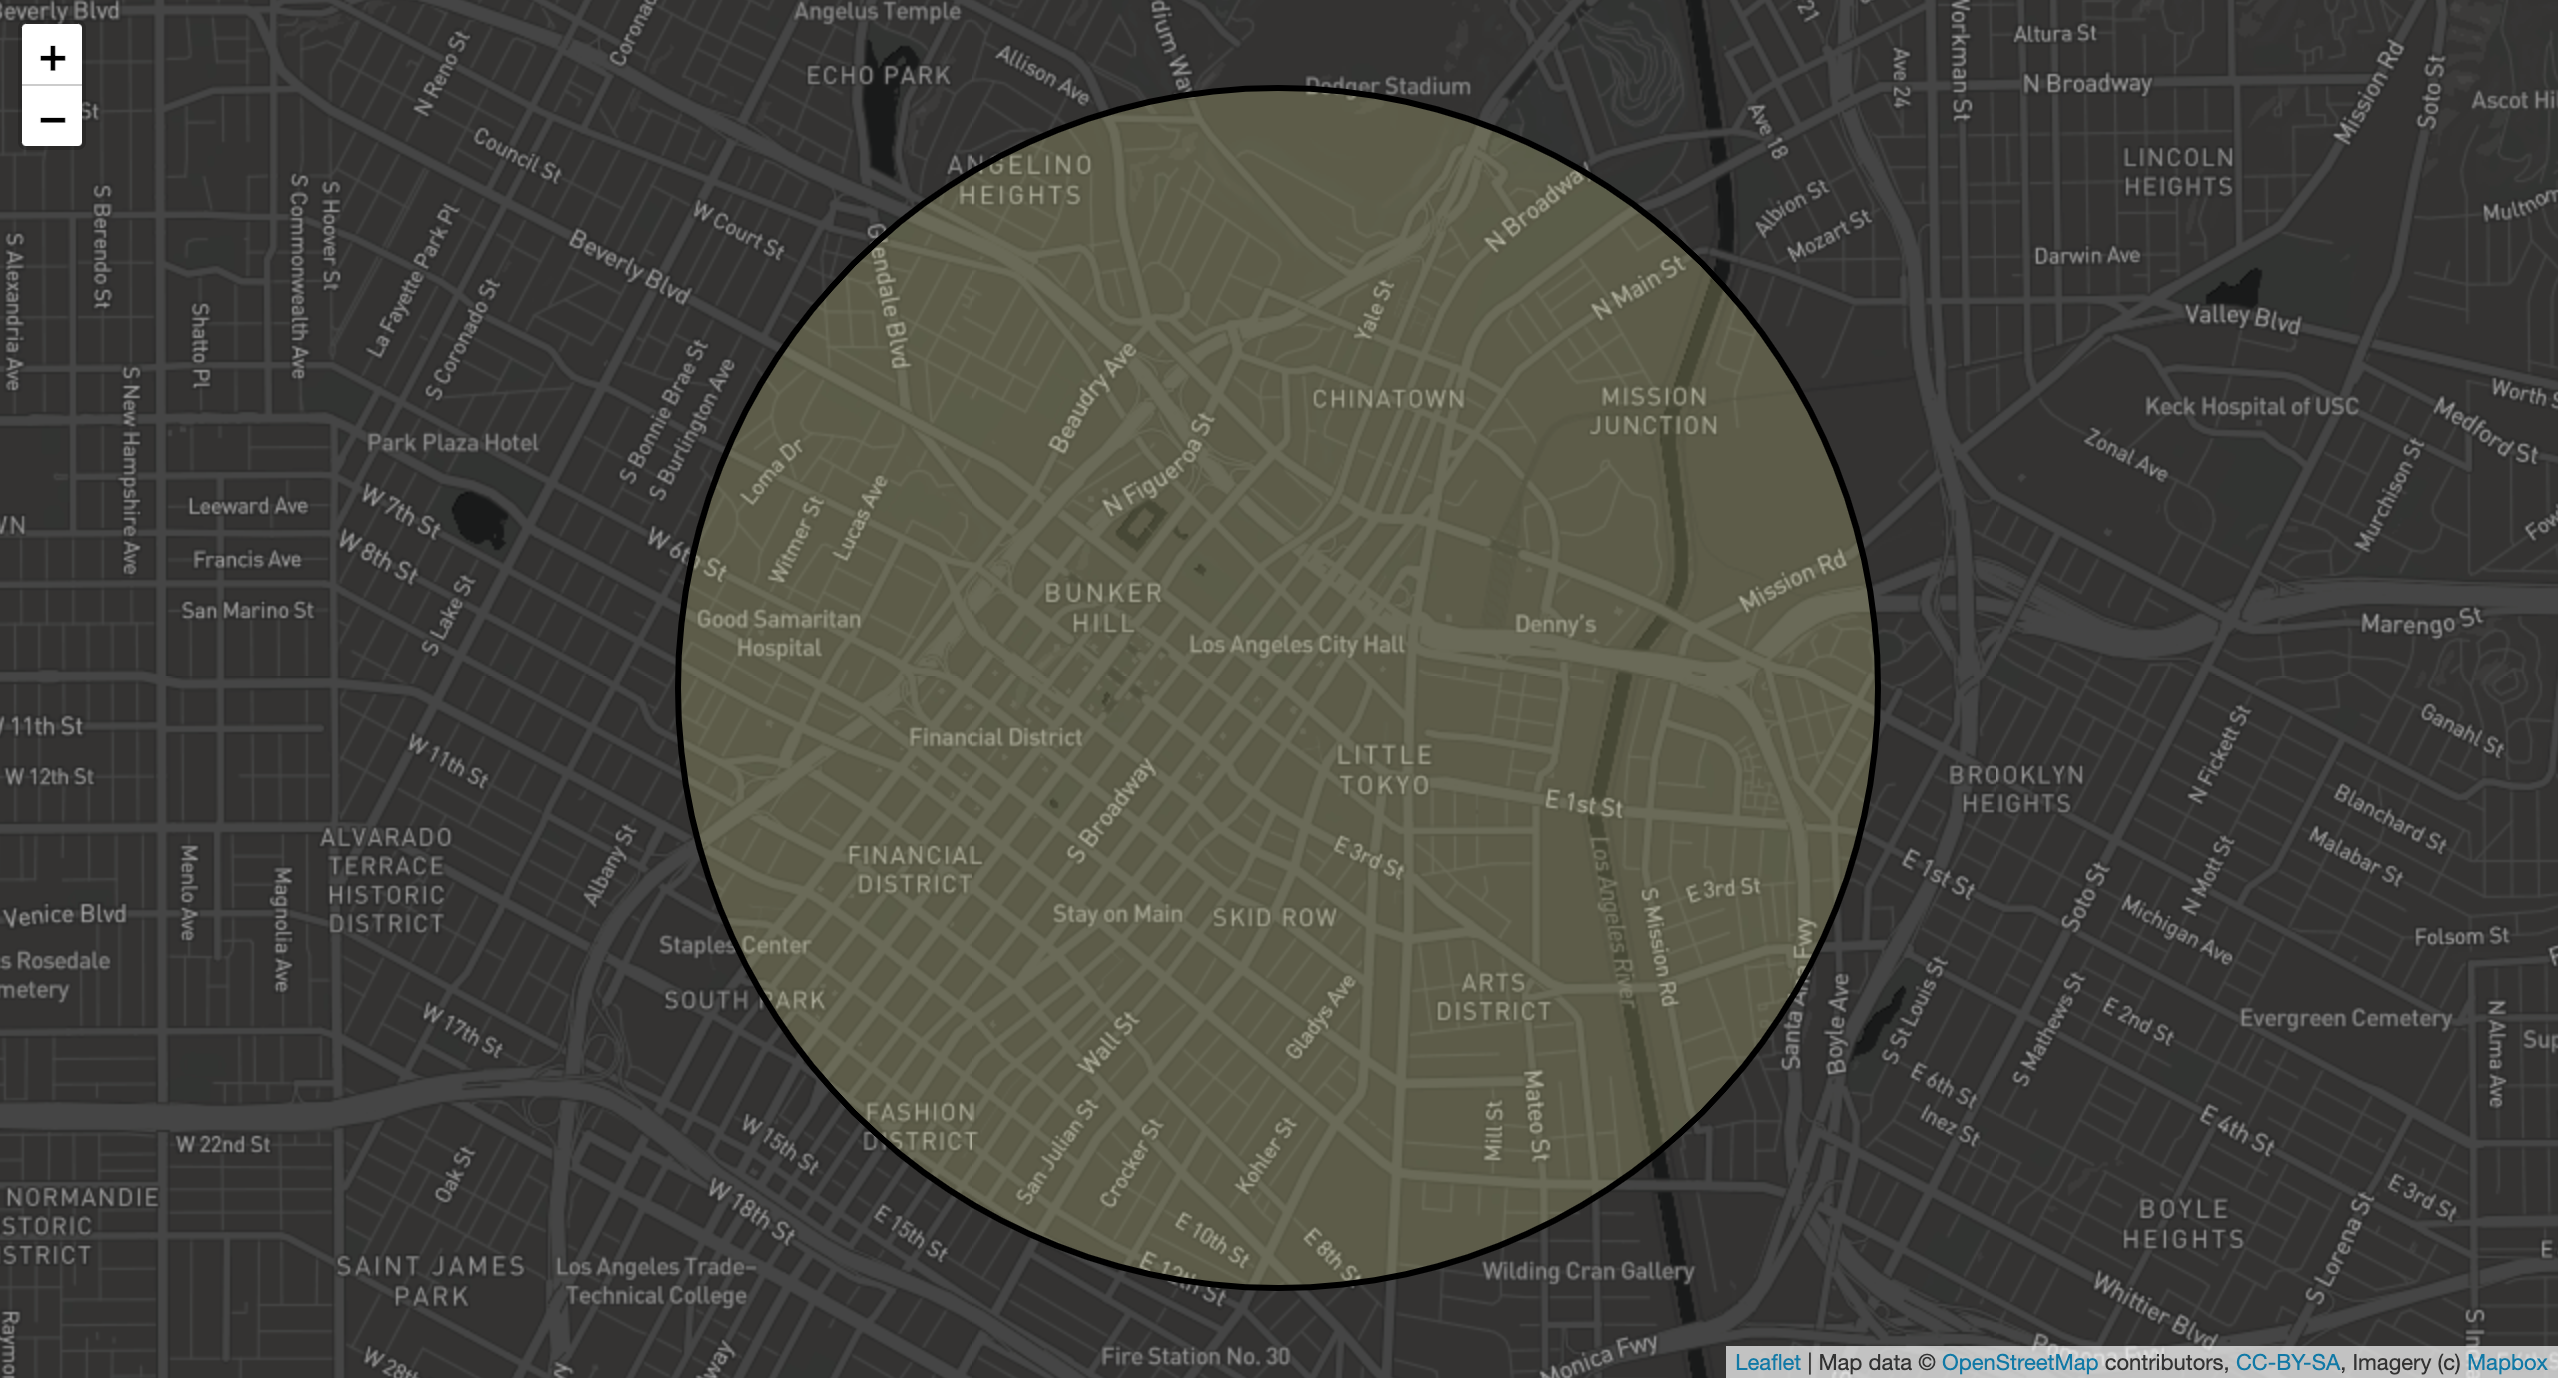 Beverly Blvd
Angelus Temple
Allison Ave
ECHO PARK
N Reno St
Dodger Stadium
Altura St
N Broadway
Ave 24
Workman St
Mission Rd
Soto St
+
−
St
Council St
ANGELINO
HEIGHTS
Ave 18
21
LINCOLN
HEIGHTS
S Berendo St
S Commonwealth Ave
S Hoover St
La Fayette Park Pl
W Court St
Glendale Blvd
N Broadway
Albion St
Mozart St
Darwin Ave
S Alexandria Ave
Beverly Blvd
N Main St
Shatto Pl
S Coronado St
Yale St
Valley Blvd
S New Hampshire Ave
S Bonnie Brae St
S Burlington Ave
Beaudry Ave
CHINATOWN
MISSION
JUNCTION
Keck Hospital of USC
Worth S
Medford St
Park Plaza Hotel
Loma Dr
N Figueroa St
Zonal Ave
Murchison St
Leeward Ave
W 7th St
Witmer St
Lucas Ave
W 8th St
W 6th St
Francis Ave
San Marino St
S Lake St
Good Samaritan
Hospital
BUNKER
HILL
Los Angeles City Hall
Denny's
Mission Rd
Marengo St
11th St
W 12th St
W 11th St
Financial District
LITTLE
TOKYO
E 1st St
BROOKLYN
HEIGHTS
N Fickett St
Ganahl St
Blanchard St
Malabar St
N Mott St
ALVARADO
TERRACE
HISTORIC
DISTRICT
Menlo Ave
Magnolia Ave
Albany St
S Broadway
FINANCIAL
DISTRICT
E 3rd St
Los Angeles River
S Mission Rd
E 3rd St
E 1st St
Soto St
Michigan Ave
Venice Blvd
Stay on Main
SKID ROW
Staples Center
Folsom St
s Rosedale
metery
SOUTH PARK
ARTS
DISTRICT
Santa Ana Fwy
Boyle Ave
S St Louis St
S Mathews St
E 2nd St
Evergreen Cemetery
N Alma Ave
Sup
W 17th St
Wall St
Gladys Ave
E 6th St
Inez St
E 4th St
FASHION
DISTRICT
W 22nd St
W 15th St
San Julian St
Crocker St
Kohler St
Mill St
Mateo St
Oak St
NORMANDIE
STORIC
STRICT
W 18th St
E 15th St
E 10th St
E 12th St
E 8th St
BOYLE
HEIGHTS
E 3rd St
S Lorena St
SAINT JAMES
PARK
Los Angeles Trade-
Technical College
Wilding Cran Gallery
Whittier Blvd
W 28th
Fire Station No. 30
Monica Fwy
Leaflet | Map data © OpenStreetMap contributors, CC-BY-SA, Imagery (c) Mapbox